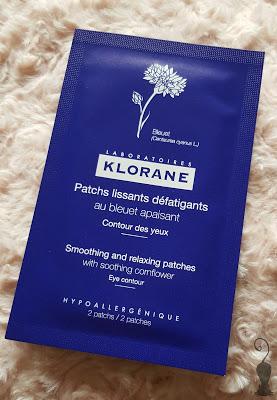 Bleuet
(Centaurea cyanus L.)
LABORATOIRES
KLORANE
Patchs lissants défatigants
au bleuet apaisant
Contour des yeux
Smoothing and relaxing patches
with soothing cornflower
Eye contour
HYPOALLERGÉNIQUE
2 patchs / 2 patches